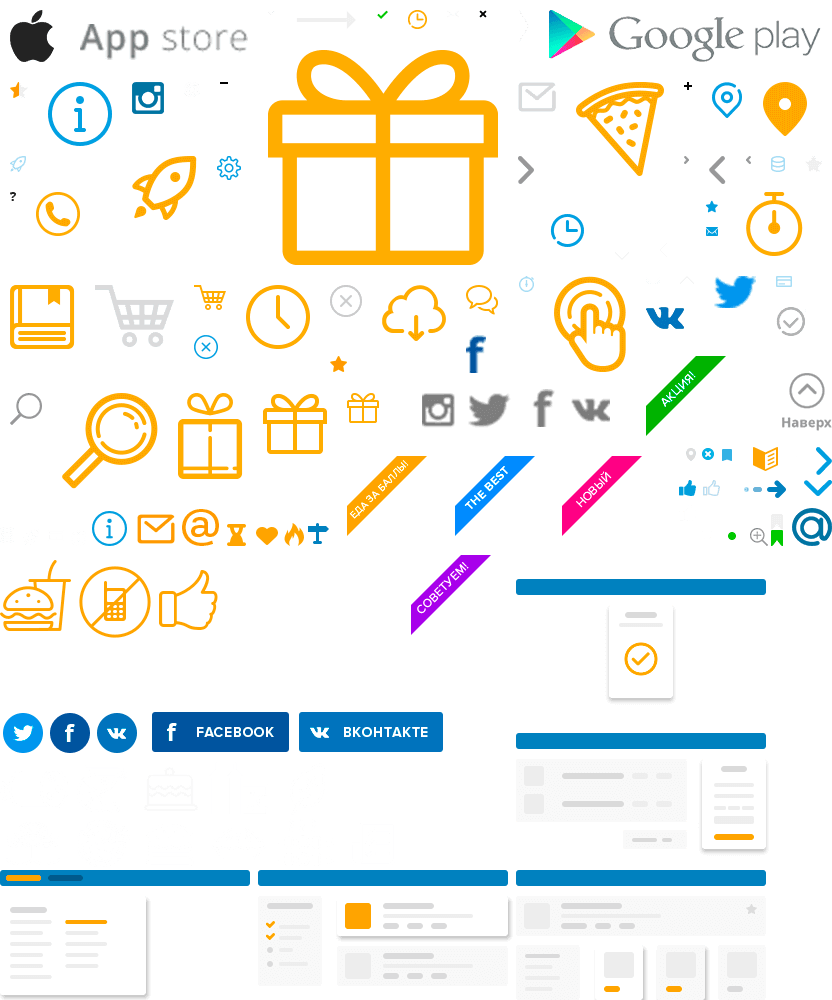 App store
Google play
?
АКЦИЯ!
Наверх
ЕДА ЗА БАЛЛЫ!
THE BEST
НОВЫЙ
@
@
СОВЕТУЕМ!
FACEBOOK
ВКОНТАКТЕ